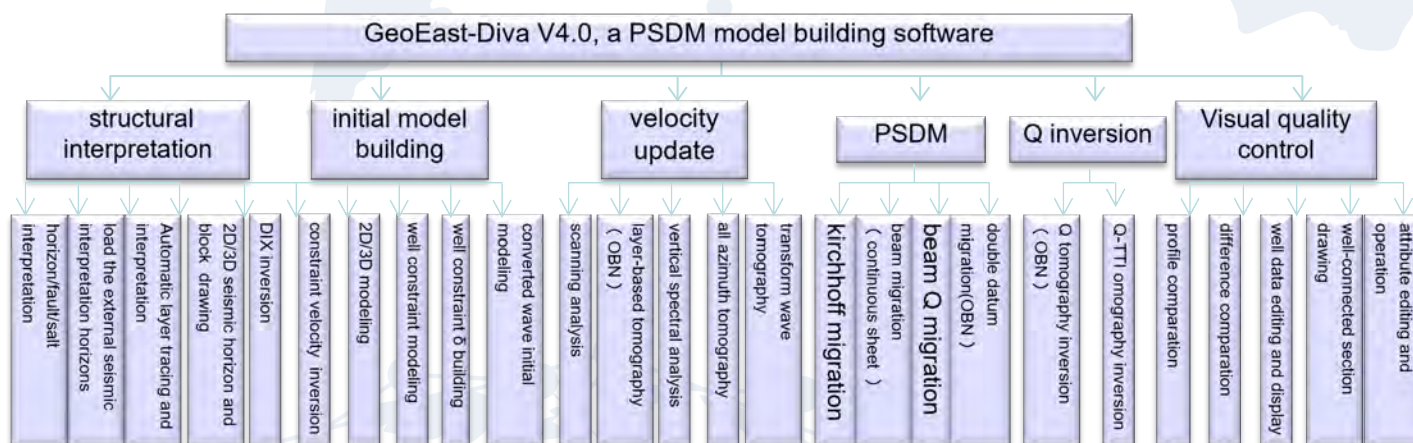 GeoEast-Diva V4.0, a PSDM model building software
structural
interpretation
initial model
building
velocity
update
PSDM
Q inversion
Visual quality
control
horizon/fault/salt
interpretation
load the external seismic
interpretation horizons
Automatic layer tracing and
interpretation
2D/3D seismic horizon and
block drawing
DIX inversion
constraint velocity inversion
2D/3D modeling
well constraint modeling
well constraint δ building
converted wave initial
modeling
scanning analysis
layer-based tomography
( OBN )
vertical spectral analysis
all azimuth tomography
transform wave
tomography
kirchhoff migration
beam migration
( continuous sheet )
beam Q migration
double datum
migration(OBN )
Q tomography inversion
( OBN )
Q-TTI omography inversion
profile comparation
difference comparation
well data editing and display
well-connected section
drawing
attribute editing and
operation